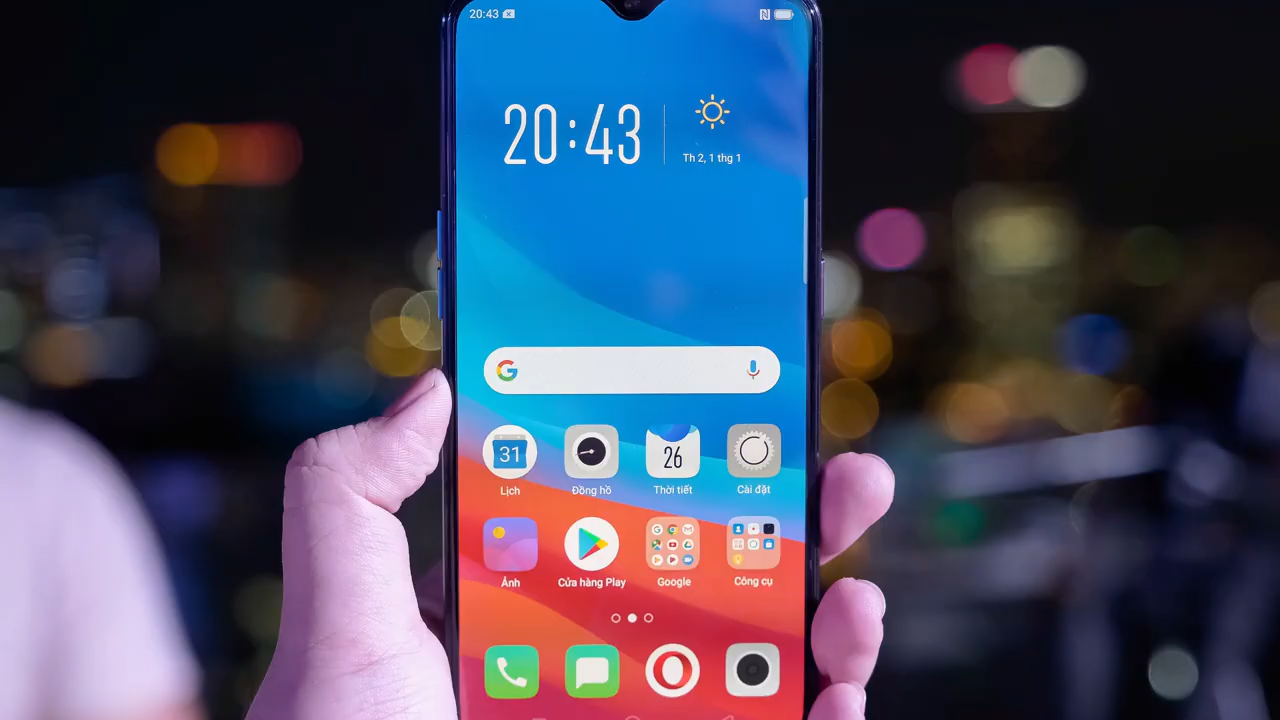 20:43
20:43
Th 2, 1 thg 1
31
26
Lịch
Đồng hồ
Thời tiết
Cài đặt
Ảnh
Cửa hàng Play
Google
Công cụ